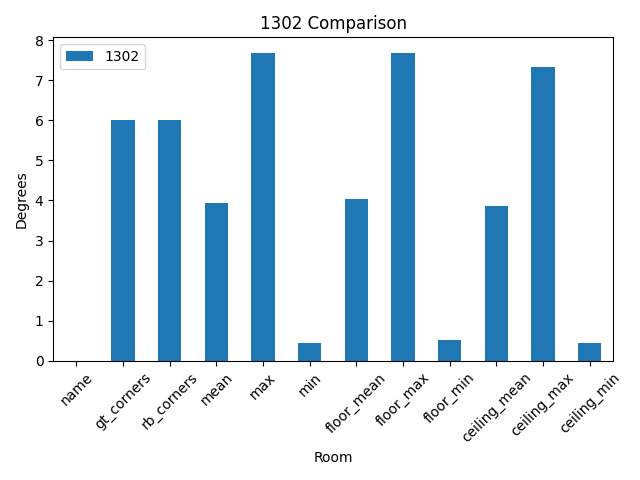 1302 Comparison
1302
Degrees
8
7
6
5
4
3
2
1
0
name
gt_corners
rb_corners
mean
max
min
floor_mean
floor_max
floor_min
ceiling_mean
ceiling_max
ceiling_min
Room